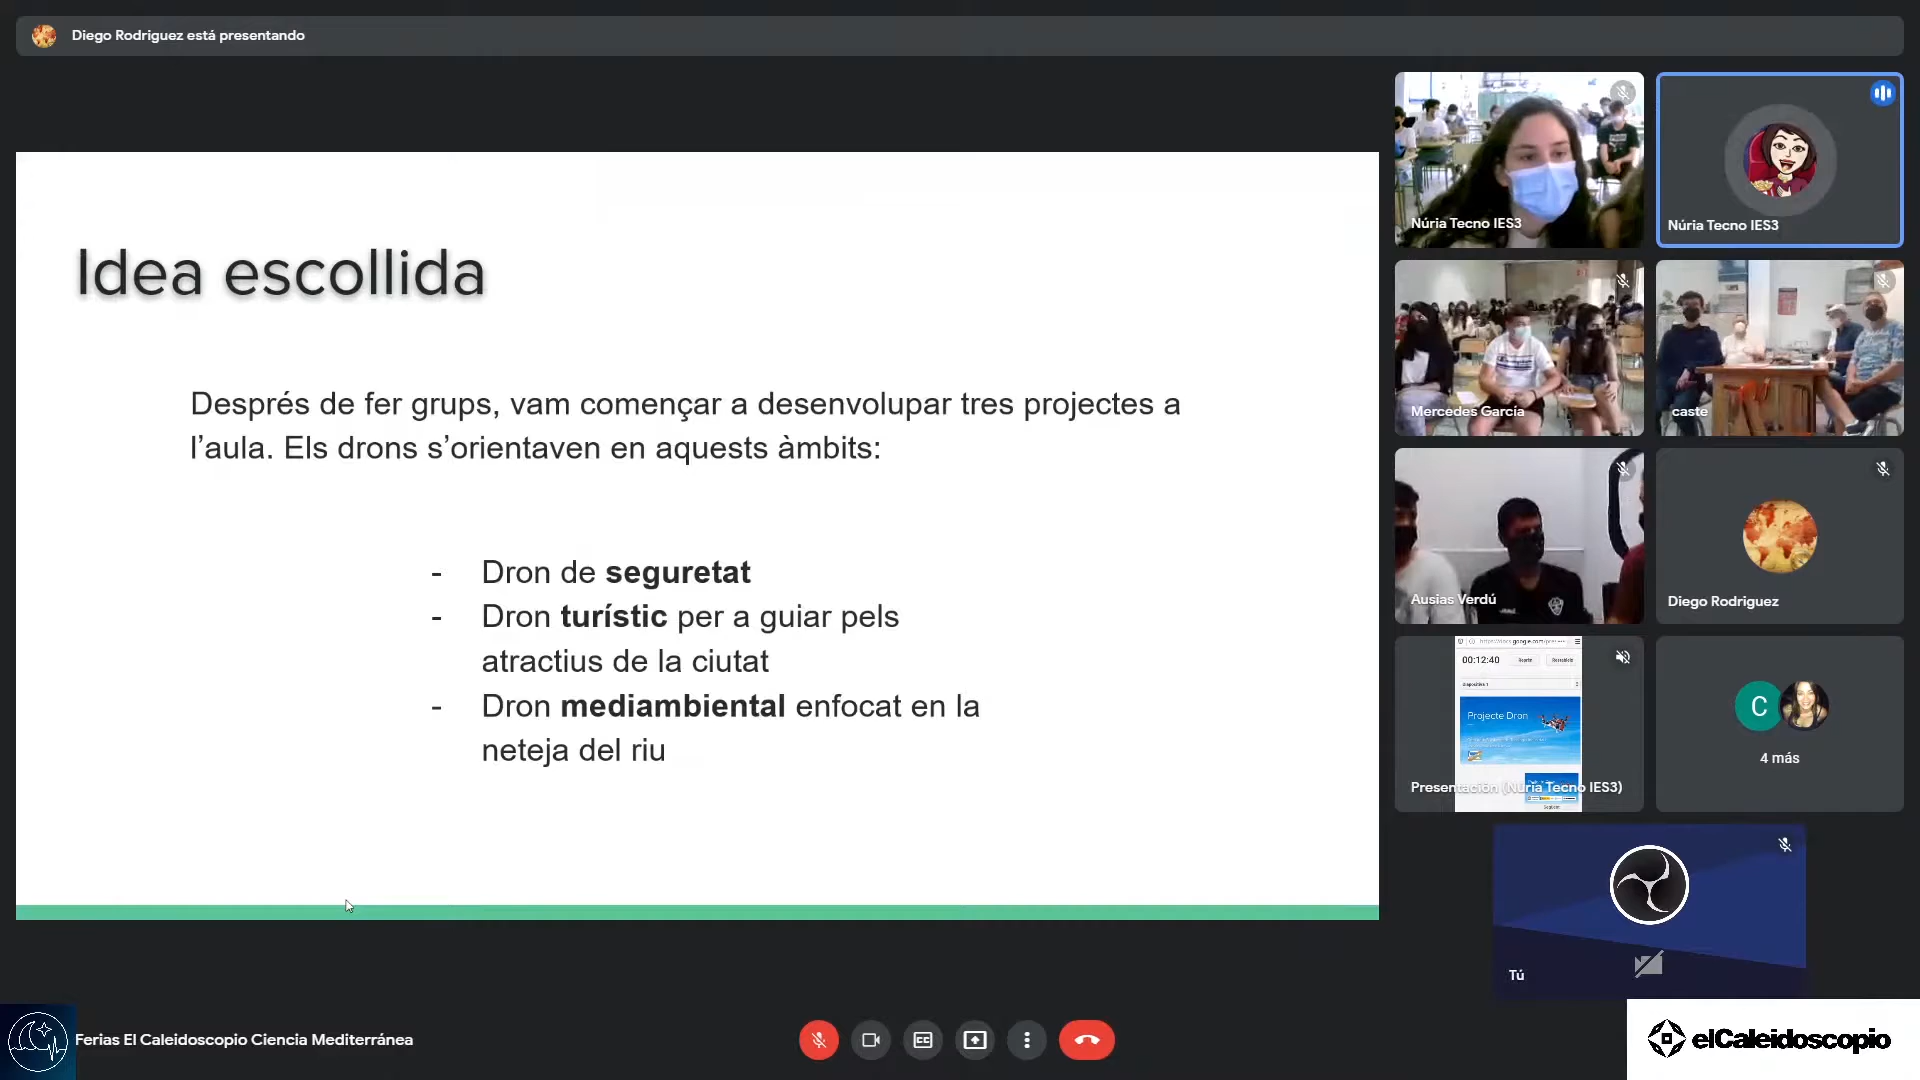 Diego Rodriguez está presentando
Idea escollida
Després de fer grups, vam començar a desenvolupar tres projectes a
l’aula. Els drons s’orientaven en aquests àmbits:
- Dron de seguretat
- Dron turístic per a guiar pels
atractius de la ciutat
- Dron mediambiental enfocat en la
neteja del riu
Núria Tecno IES3
Núria Tecno IES3
Mercedes García
caste
Ausias Verdú
Diego Rodriguez
00:12:40
Projecte Dron
Presentación (Núria Tecno IES3)
C
4 más
Tú
Ferias El Caleidoscopio Ciencia Mediterránea
CC
elCaleidoscopio